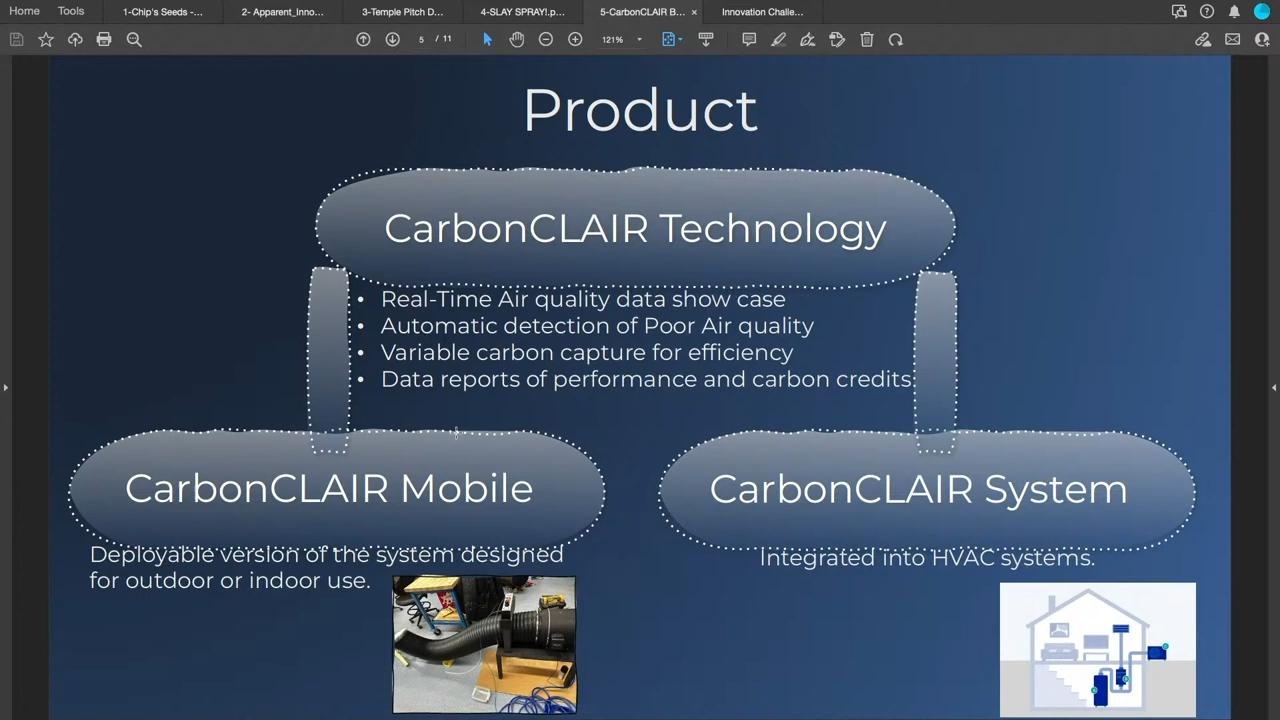 Home
Tools
1-Chip's Seeds -...
2- Apparent_Inno...
3-Temple Pitch D...
4-SLAY SPRAY!.p...
5-CarbonCLAIR B... ×
Innovation Challe...
5 / 11
121%
Product
CarbonCLAIR Technology
• Real-Time Air quality data show case
• Automatic detection of Poor Air quality
• Variable carbon capture for efficiency
• Data reports of performance and carbon credits.
CarbonCLAIR Mobile
Deployable version of the system designed
for outdoor or indoor use.
CarbonCLAIR System
Integrated into HVAC systems.